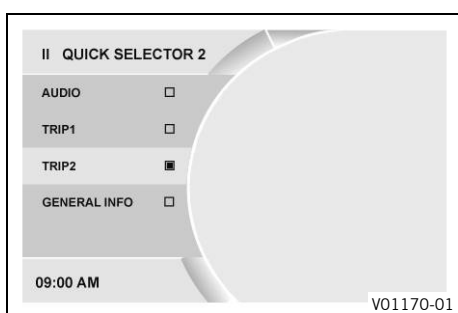 II QUICK SELECTOR 2
AUDIO
TRIP1
TRIP2
GENERAL INFO
09:00 AM
V01170-01